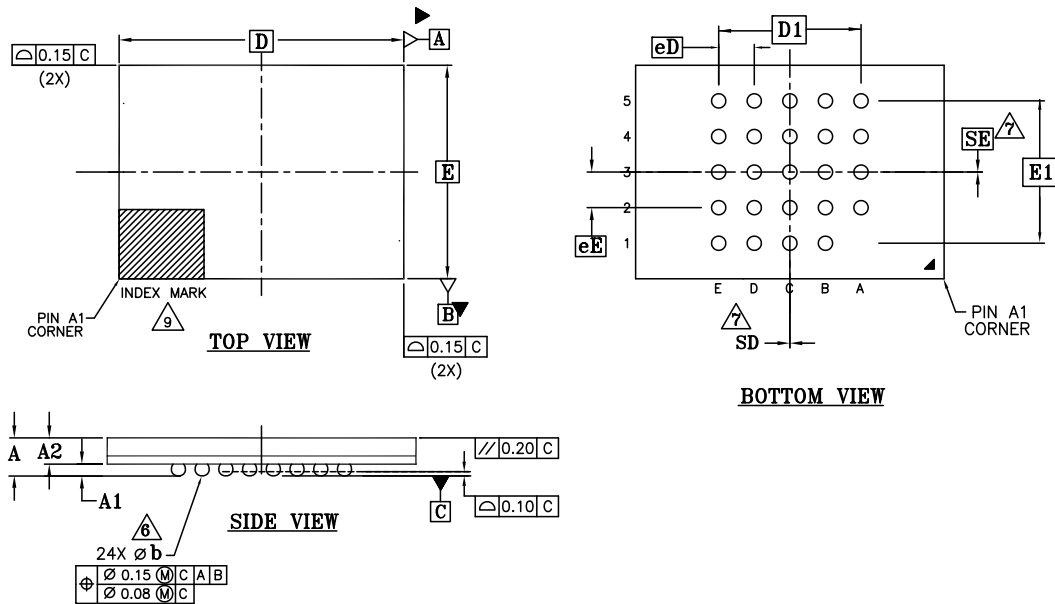 D
A
⌓ 0.15 C
(2X)
E
INDEX MARK
PIN A1
CORNER
9
B
TOP VIEW
⌓ 0.15 C
(2X)
D1
eD
5
4
3
2
1
7
SE
E1
eE
E D C B A
7
SD
PIN A1
CORNER
BOTTOM VIEW
A
A2
// 0.20 C
A1
C
⌓ 0.10 C
SIDE VIEW
6
24X Ø b
⌖ Ø 0.15 Ⓜ C A B
Ø 0.08 Ⓜ C